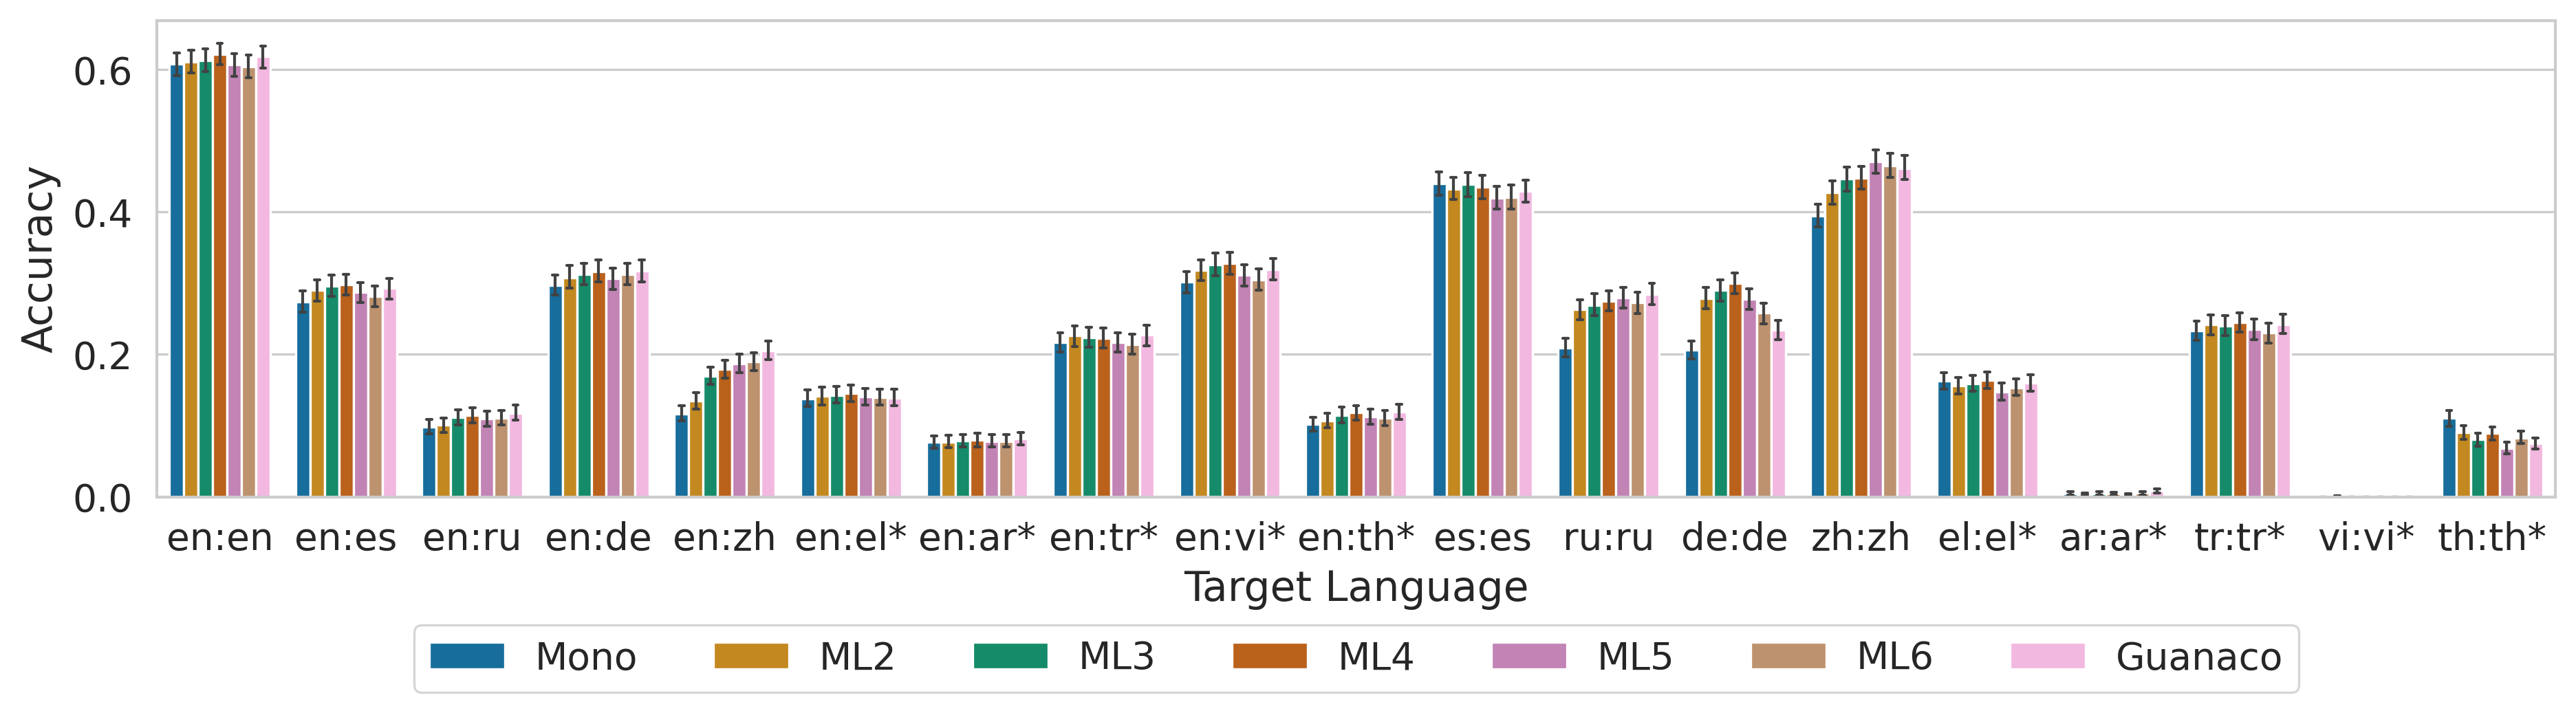 Accuracy
0.6
0.4
0.2
0.0
en:en en:es en:ru en:de en:zh en:el* en:ar* en:tr* en:vi* en:th* es:es ru:ru de:de zh:zh el:el* ar:ar* tr:tr* vi:vi* th:th*
Target Language
Mono ML2 ML3 ML4 ML5 ML6 Guanaco